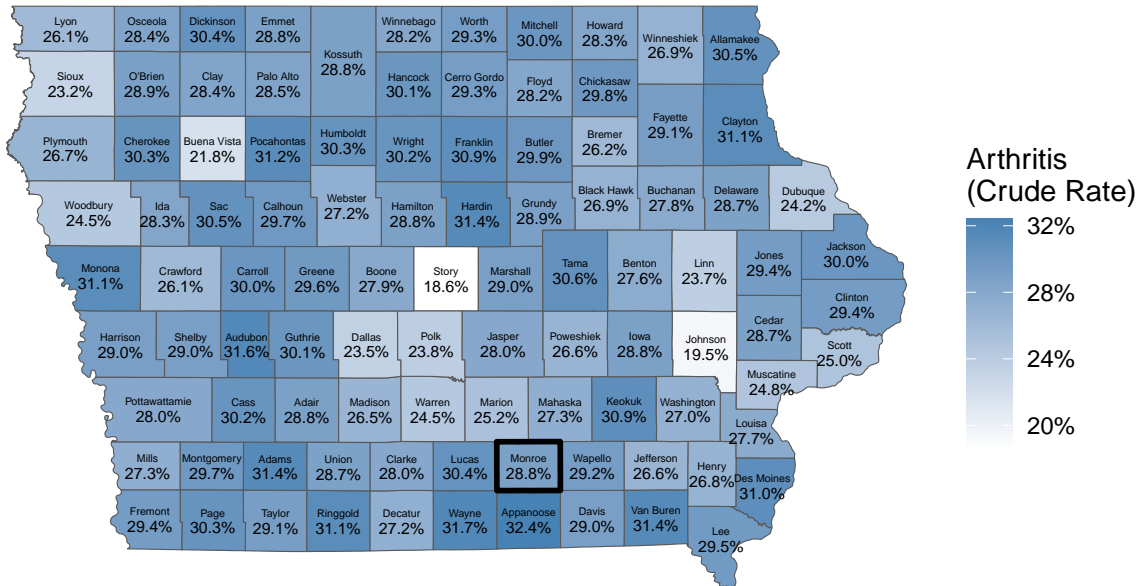 Lyon
26.1%
Osceola
28.4%
Dickinson
30.4%
Emmet
28.8%
Winnebago
28.2%
Worth
29.3%
Mitchell
30.0%
Howard
28.3%
Winneshiek
26.9%
Allamakee
30.5%
Kossuth
28.8%
Sioux
23.2%
O'Brien
28.9%
Clay
28.4%
Palo Alto
28.5%
Hancock
30.1%
Cerro Gordo
29.3%
Floyd
28.2%
Chickasaw
29.8%
Fayette
29.1%
Clayton
31.1%
Plymouth
26.7%
Cherokee
30.3%
Buena Vista
21.8%
Pocahontas
31.2%
Humboldt
30.3%
Wright
30.2%
Franklin
30.9%
Butler
29.9%
Bremer
26.2%
Woodbury
24.5%
Ida
28.3%
Sac
30.5%
Calhoun
29.7%
Webster
27.2%
Hamilton
28.8%
Hardin
31.4%
Grundy
28.9%
Black Hawk
26.9%
Buchanan
27.8%
Delaware
28.7%
Dubuque
24.2%
Monona
31.1%
Crawford
26.1%
Carroll
30.0%
Greene
29.6%
Boone
27.9%
Story
18.6%
Marshall
29.0%
Tama
30.6%
Benton
27.6%
Linn
23.7%
Jones
29.4%
Jackson
30.0%
Clinton
29.4%
Harrison
29.0%
Shelby
29.0%
Audubon
31.6%
Guthrie
30.1%
Dallas
23.5%
Polk
23.8%
Jasper
28.0%
Poweshiek
26.6%
Iowa
28.8%
Johnson
19.5%
Cedar
28.7%
Scott
25.0%
Muscatine
24.8%
Pottawattamie
28.0%
Cass
30.2%
Adair
28.8%
Madison
26.5%
Warren
24.5%
Marion
25.2%
Mahaska
27.3%
Keokuk
30.9%
Washington
27.0%
Louisa
27.7%
Mills
27.3%
Montgomery
29.7%
Adams
31.4%
Union
28.7%
Clarke
28.0%
Lucas
30.4%
Monroe
28.8%
Wapello
29.2%
Jefferson
26.6%
Henry
26.8%
Des Moines
31.0%
Fremont
29.4%
Page
30.3%
Taylor
29.1%
Ringgold
31.1%
Decatur
27.2%
Wayne
31.7%
Appanoose
32.4%
Davis
29.0%
Van Buren
31.4%
Lee
29.5%
Arthritis
(Crude Rate)
32%
28%
24%
20%